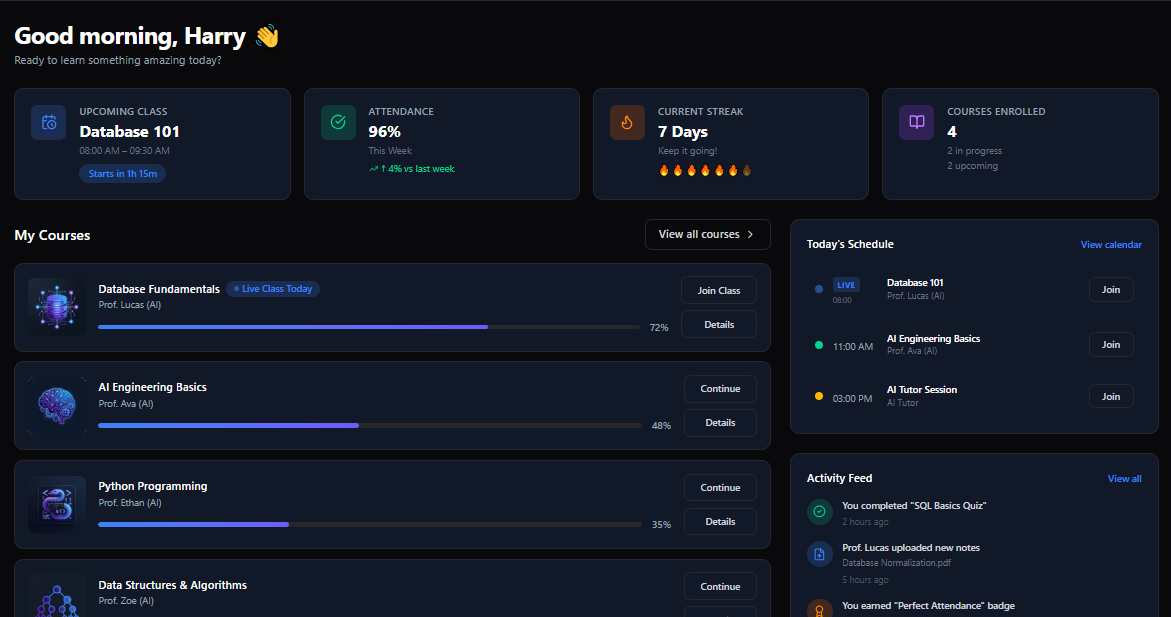 Good morning, Harry 👋
Ready to learn something amazing today?
UPCOMING CLASS
Database 101
08:00 AM – 09:30 AM
Starts in 1h 15m
ATTENDANCE
96%
This Week
↑ 4% vs last week
CURRENT STREAK
7 Days
Keep it going!
🔥🔥🔥🔥🔥🔥🔥
COURSES ENROLLED
4
2 in progress
2 upcoming
My Courses
View all courses >
Database Fundamentals • Live Class Today
Prof. Lucas (AI)
72%
Join Class
Details
AI Engineering Basics
Prof. Ava (AI)
48%
Continue
Details
Python Programming
Prof. Ethan (AI)
35%
Continue
Details
Data Structures & Algorithms
Prof. Zoe (AI)
Continue
Today's Schedule
View calendar
LIVE
08:00
Database 101
Prof. Lucas (AI)
Join
11:00 AM
AI Engineering Basics
Prof. Ava (AI)
Join
03:00 PM
AI Tutor Session
AI Tutor
Join
Activity Feed
View all
You completed "SQL Basics Quiz"
2 hours ago
Prof. Lucas uploaded new notes
Database Normalization.pdf
5 hours ago
You earned "Perfect Attendance" badge